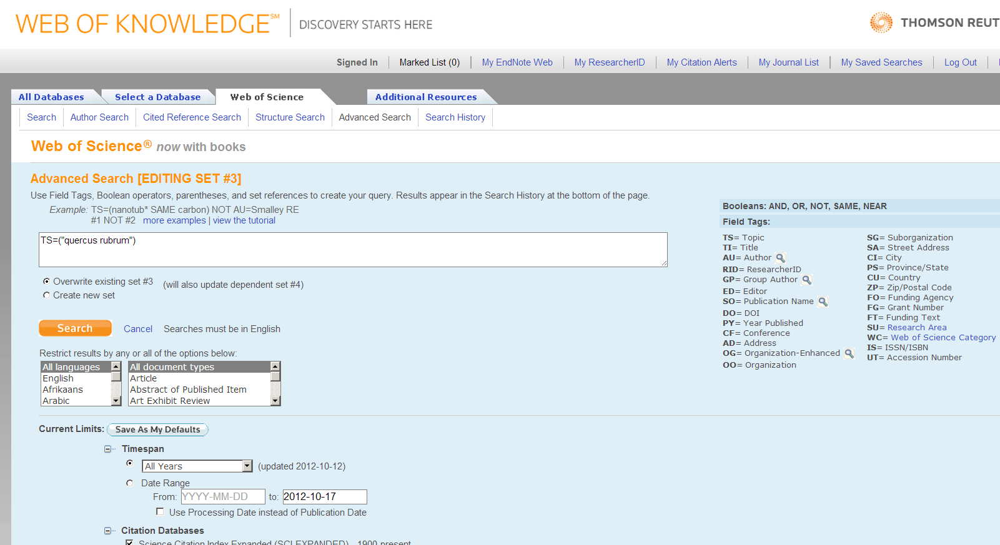 WEB OF KNOWLEDGE℠ DISCOVERY STARTS HERE THOMSON REUT
Signed In Marked List (0) My EndNote Web My ResearcherID My Citation Alerts My Journal List My Saved Searches Log Out
All Databases Select a Database Web of Science Additional Resources
Search Author Search Cited Reference Search Structure Search Advanced Search Search History
Web of Science® now with books
Advanced Search [EDITING SET #3]
Use Field Tags, Boolean operators, parentheses, and set references to create your query. Results appear in the Search History at the bottom of the page.
Example: TS=(nanotub* SAME carbon) NOT AU=Smalley RE
#1 NOT #2 more examples | view the tutorial
TS=("quercus rubrum")
Overwrite existing set #3 (will also update dependent set #4)
Create new set
Search Cancel Searches must be in English
Restrict results by any or all of the options below:
All languages
English
Afrikaans
Arabic
All document types
Article
Abstract of Published Item
Art Exhibit Review
Booleans: AND, OR, NOT, SAME, NEAR
Field Tags:
TS= Topic
TI= Title
AU= Author
RID= ResearcherID
GP= Group Author
ED= Editor
SO= Publication Name
DO= DOI
PY= Year Published
CF= Conference
AD= Address
OG= Organization-Enhanced
OO= Organization
SG= Suborganization
SA= Street Address
CI= City
PS= Province/State
CU= Country
ZP= Zip/Postal Code
FO= Funding Agency
FG= Grant Number
FT= Funding Text
SU= Research Area
WC= Web of Science Category
IS= ISSN/ISBN
UT= Accession Number
Current Limits: Save As My Defaults
Timespan
All Years (updated 2012-10-12)
Date Range
From: YYYY-MM-DD to: 2012-10-17
Use Processing Date instead of Publication Date
Citation Databases
Science Citation Index Expanded (SCI-EXPANDED) --1900-present